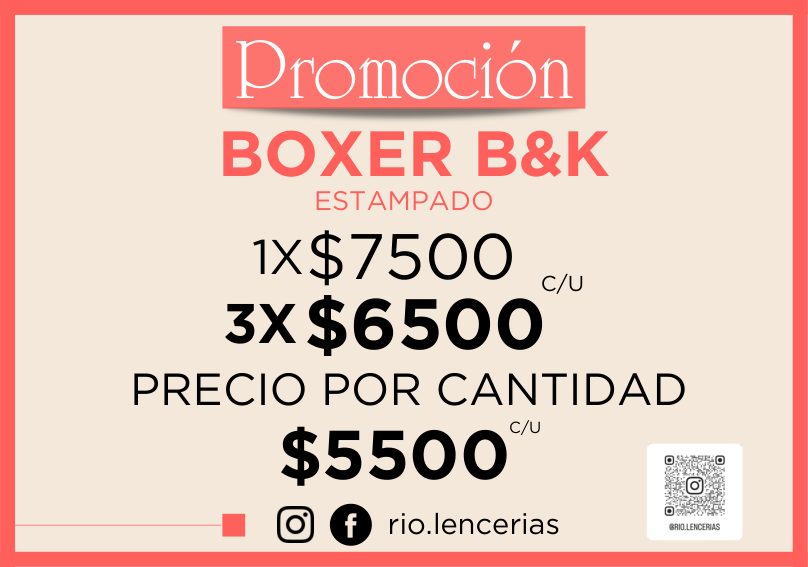 Promoción
BOXER B&K
ESTAMPADO
1X $7500
3X $6500 C/U
PRECIO POR CANTIDAD
$5500 C/U
rio.lencerias
@RIO.LENCERIAS